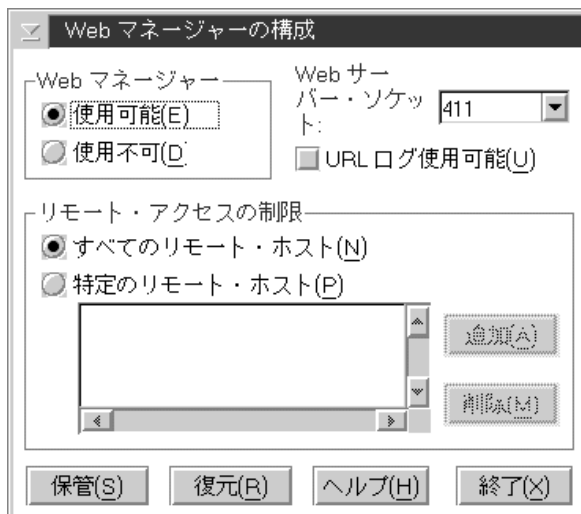 Web マネージャーの構成
Web マネージャー
使用可能(E)
使用不可(D
Web サー
バー・ソケッ
ト:
411
URL ログ使用可能(U)
リモート・アクセスの制限
すべてのリモート・ホスト(N)
特定のリモート・ホスト(P)
追加(A)
削除(M)
保管(S)
復元(R)
ヘルプ(H)
終了(X)